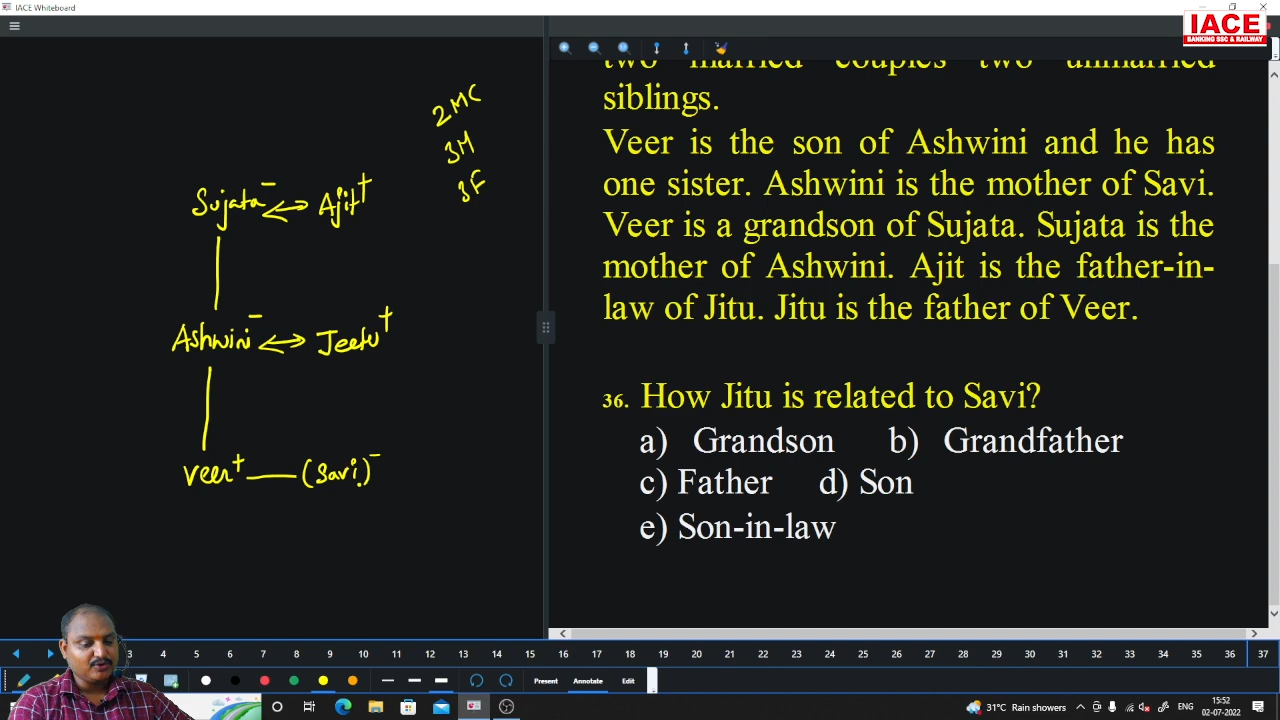 IACE Whiteboard
IACE
BANKING SSC & RAILWAY
2MC
3M
3F
Sujata⁻ ↔ Ajit⁺
Ashwini⁻ ↔ Jeetu⁺
Veer⁺ — (Savi)⁻
two married couples two unmarried
siblings.
Veer is the son of Ashwini and he has
one sister. Ashwini is the mother of Savi.
Veer is a grandson of Sujata. Sujata is the
mother of Ashwini. Ajit is the father-in-
law of Jitu. Jitu is the father of Veer.
36. How Jitu is related to Savi?
a) Grandson b) Grandfather
c) Father d) Son
e) Son-in-law
3 4 5 6 7 8 9 10 11 12 13 14 15 16 17 18 19 20 21 22 23 24 25 26 27 28 29 30 31 32 33 34 35 36 37
Present Annotate Edit
31°C Rain showers ENG 15:52
02-07-2022